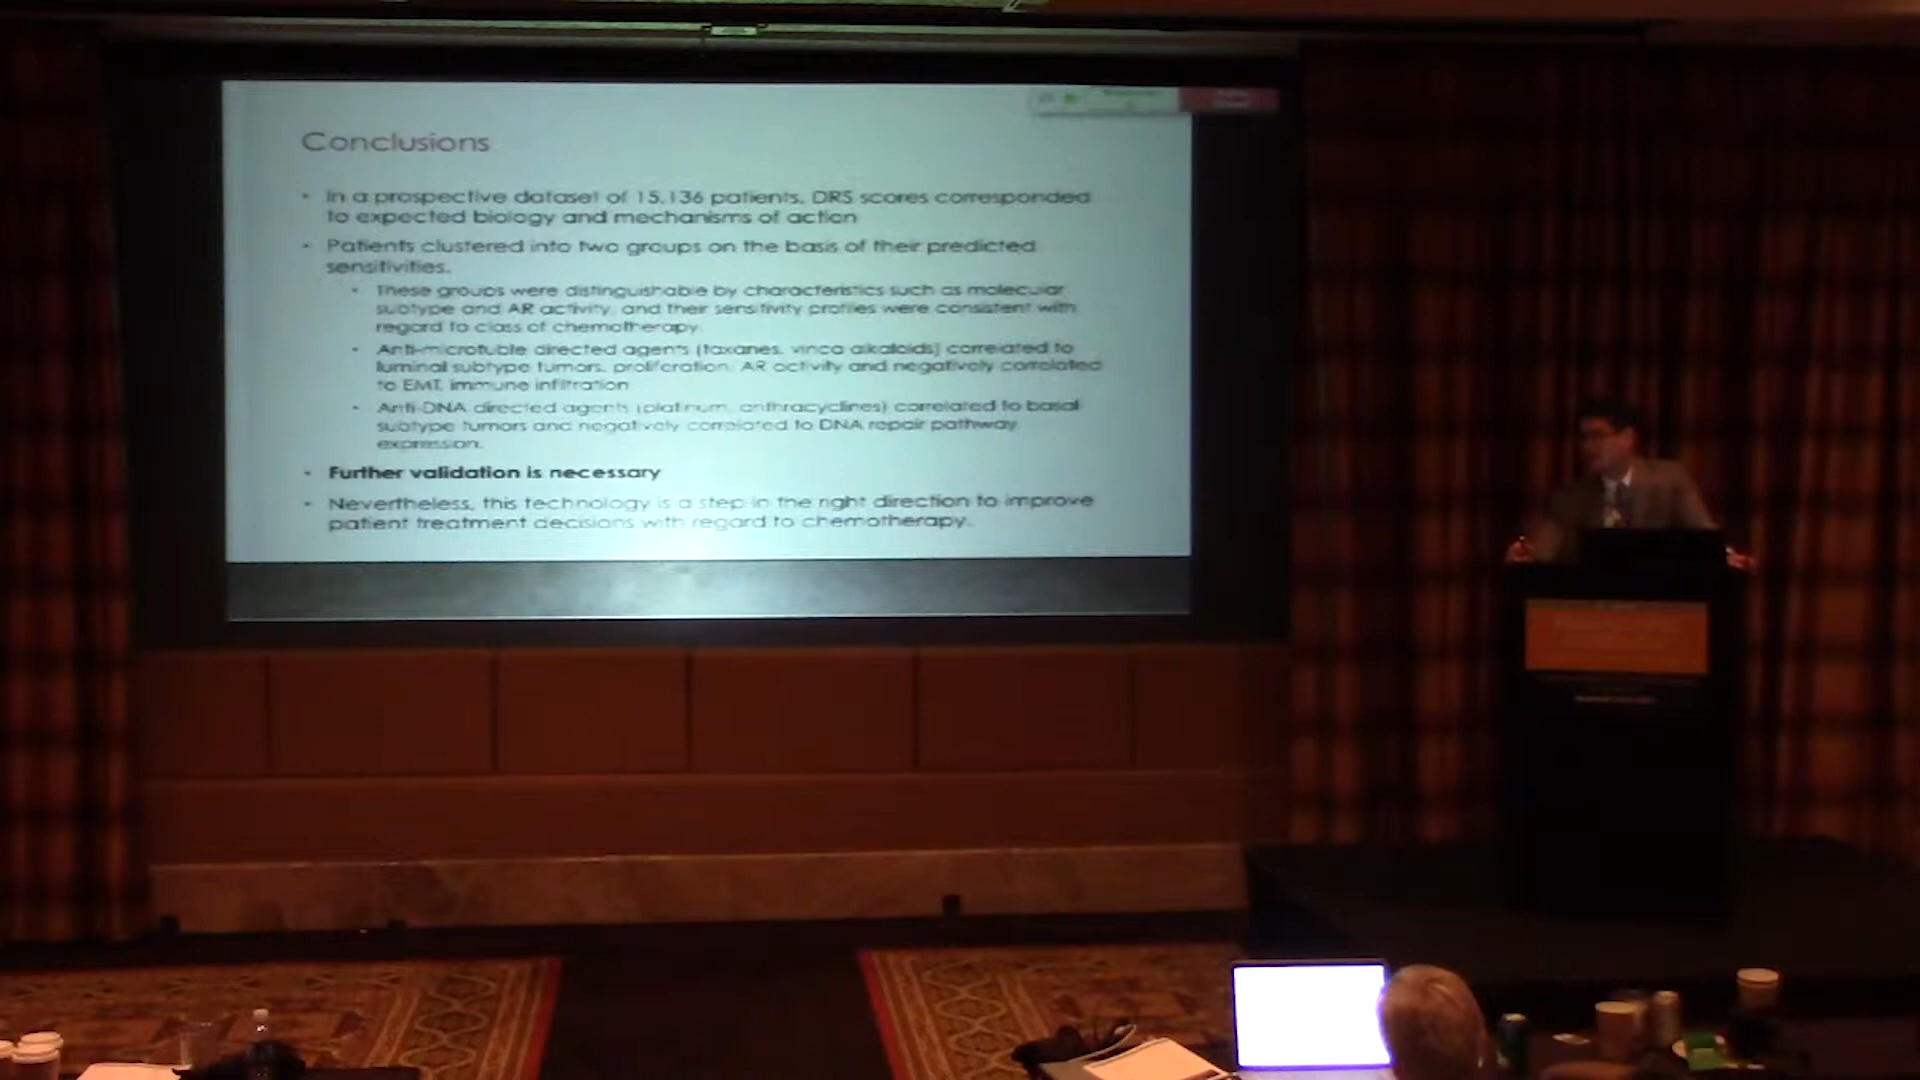 Conclusions
• In a prospective dataset of 15,136 patients, DRS scores corresponded
to expected biology and mechanisms of action
• Patients clustered into two groups on the basis of their predicted
sensitivities.
• These groups were distinguishable by characteristics such as molecular
subtype and AR activity, and their sensitivity profiles were consistent with
regard to class of chemotherapy.
• Anti-microtuble directed agents (taxanes, vinca alkaloids) correlated to
luminal subtype tumors, proliferation, AR activity and negatively correlated
to EMT, immune infiltration
• Anti-DNA directed agents (platinum, anthracyclines) correlated to basal
subtype tumors and negatively correlated to DNA repair pathway
expression.
• Further validation is necessary
• Nevertheless, this technology is a step in the right direction to improve
patient treatment decisions with regard to chemotherapy.